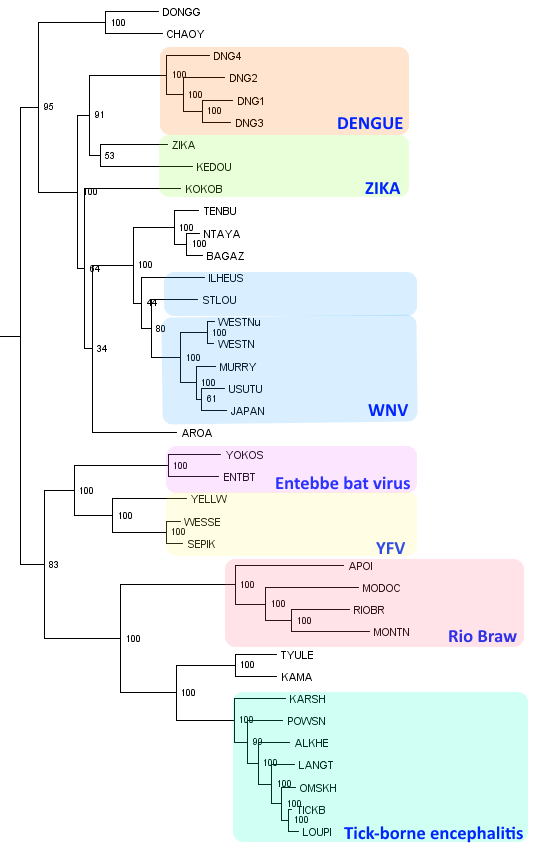 DONGG
100
CHAOY
95
DNG4
100
DNG2
100
DNG1
100
DNG3
DENGUE
91
ZIKA
53
KEDOU
ZIKA
100
KOKOB
TENBU
100
NTAYA
100
BAGAZ
64
100
ILHEUS
44
STLOU
80
WESTNu
100
WESTN
100
MURRY
100
USUTU
61
JAPAN
WNV
34
AROA
YOKOS
100
ENTBT
Entebbe bat virus
100
YELLW
100
WESSE
100
SEPIK
YFV
83
APOI
100
MODOC
100
RIOBR
100
MONTN
Rio Braw
100
TYULE
100
KAMA
100
KARSH
100
POWSN
99
ALKHE
100
LANGT
100
OMSKH
100
TICKB
100
LOUPI
Tick-borne encephalitis